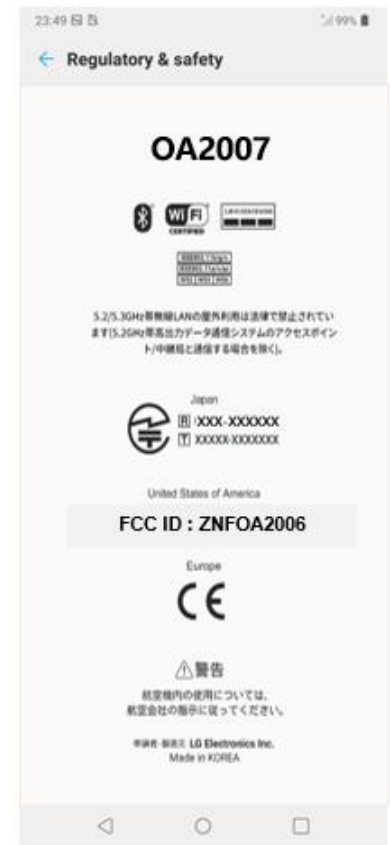 23:49
99%
Regulatory & safety
OA2007
Wi Fi
CERTIFIED
5.2/5.3GHz帯無線LANの屋外利用は法律で禁止されてい
ます(5.2GHz帯高出力データ通信システムのアクセスポイン
ト/中継局と通信する場合を除く)。
Japan
R XXX-XXXXXX
T XXXXX-XXXXXXX
United States of America
FCC ID : ZNFOA2006
Europe
CE
警告
航空機内の使用については、
航空会社の指示に従ってください。
LG Electronics Inc.
Made in KOREA